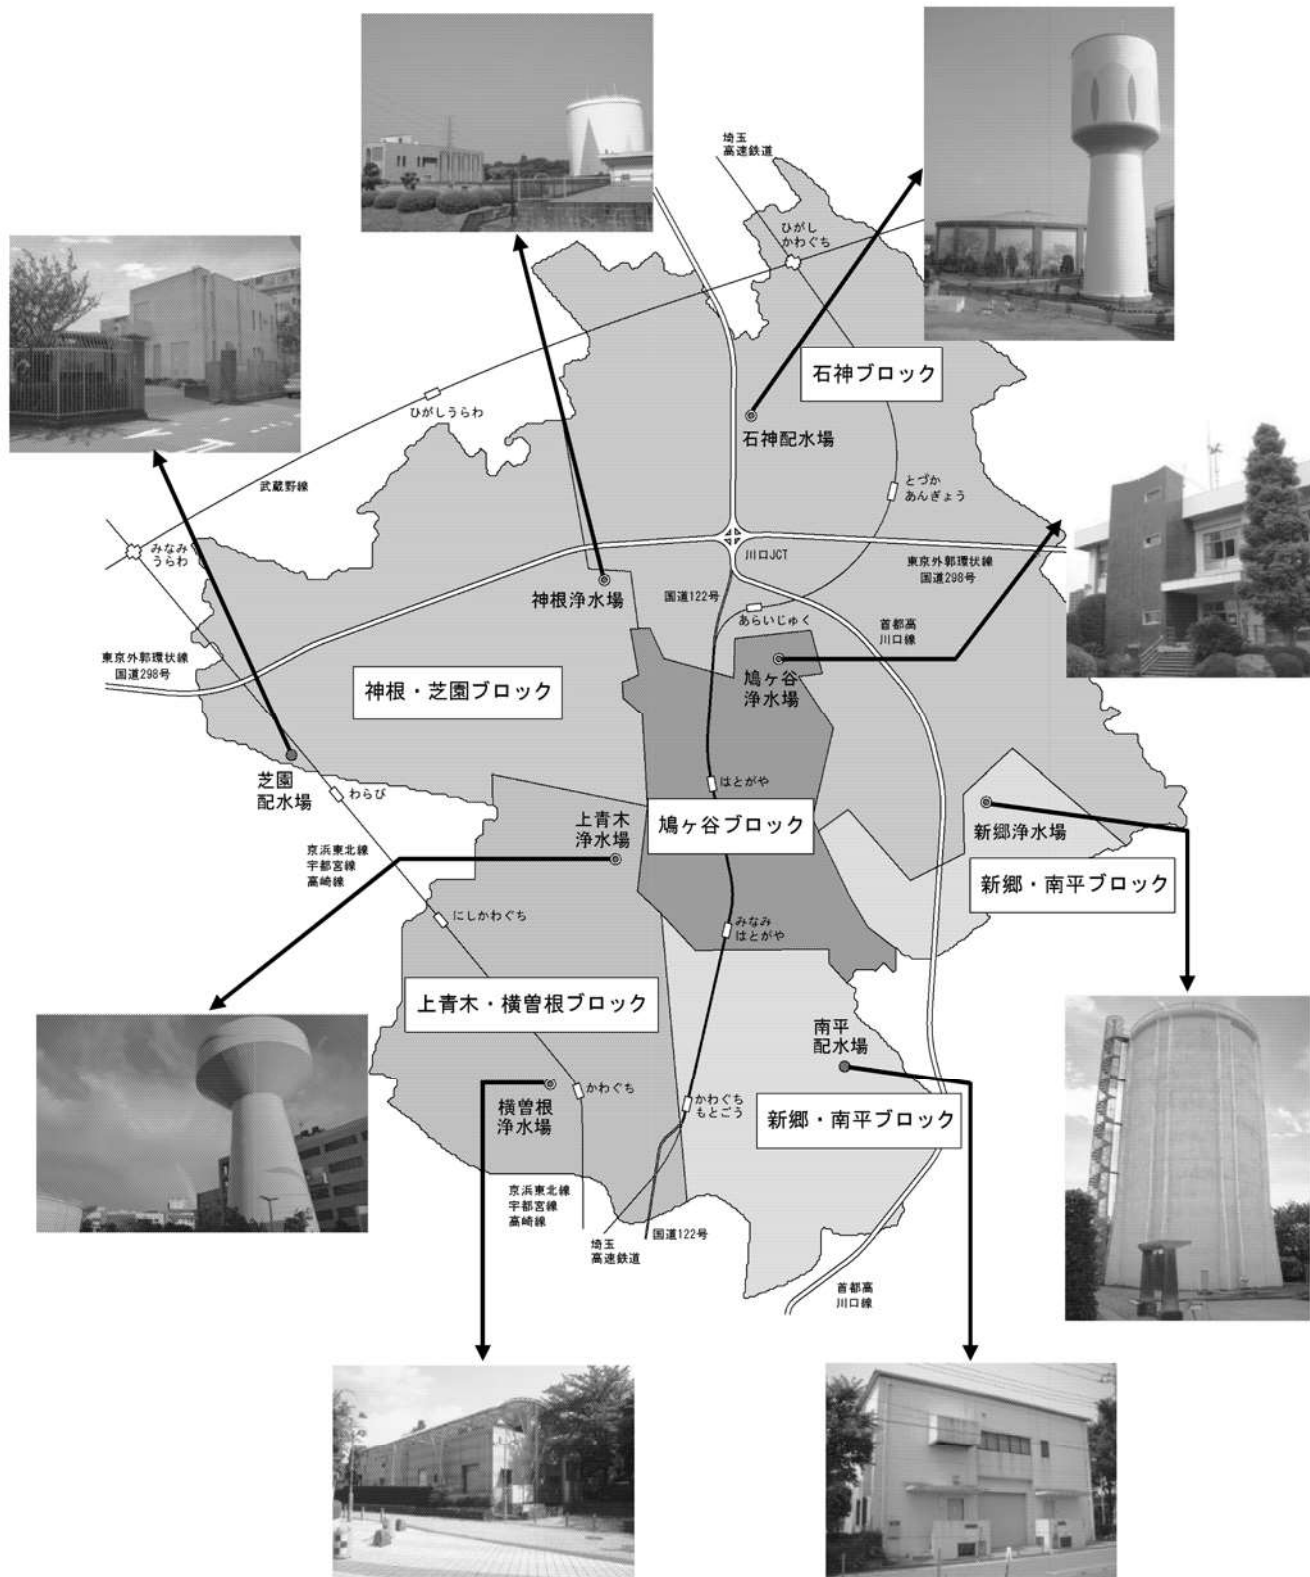 埼玉
高速鉄道
ひがし
かわぐち
石神ブロック
ひがしうらわ
石神配水場
武蔵野線
とづか
あんぎょう
みなみ
うらわ
川口JCT
東京外郭環状線
国道298号
神根浄水場
国道122号
あらいじゅく
首都高
川口線
東京外郭環状線
国道298号
神根・芝園ブロック
鳩ヶ谷
浄水場
芝園
配水場
わらび
はとがや
上青木
浄水場
鳩ヶ谷ブロック
新郷浄水場
京浜東北線
宇都宮線
高崎線
新郷・南平ブロック
にしかわぐち
みなみ
はとがや
上青木・横曽根ブロック
南平
配水場
横曽根
浄水場
かわぐち
かわぐち
もとごう
新郷・南平ブロック
京浜東北線
宇都宮線
高崎線
埼玉
高速鉄道
国道122号
首都高
川口線